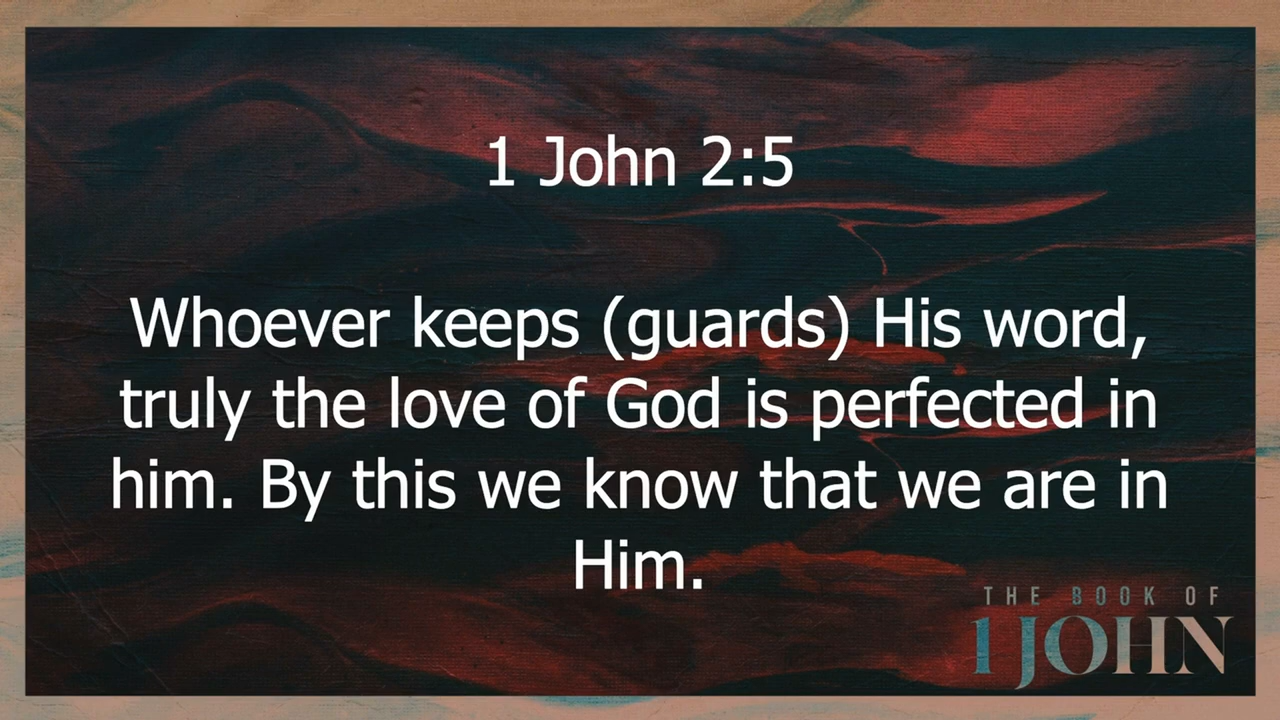 1 John 2:5
Whoever keeps (guards) His word,
truly the love of God is perfected in
him. By this we know that we are in
Him.
THE BOOK OF
1 JOHN